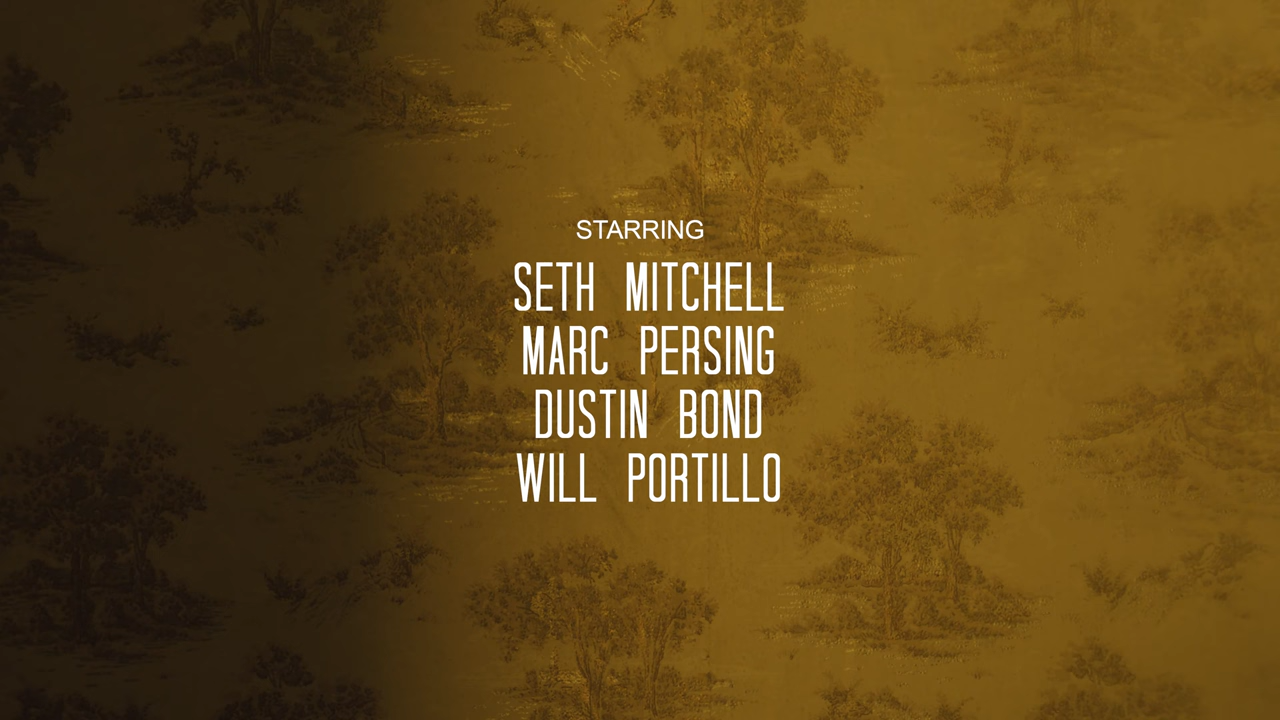 STARRING
SETH MITCHELL
MARC PERSING
DUSTIN BOND
WILL PORTILLO